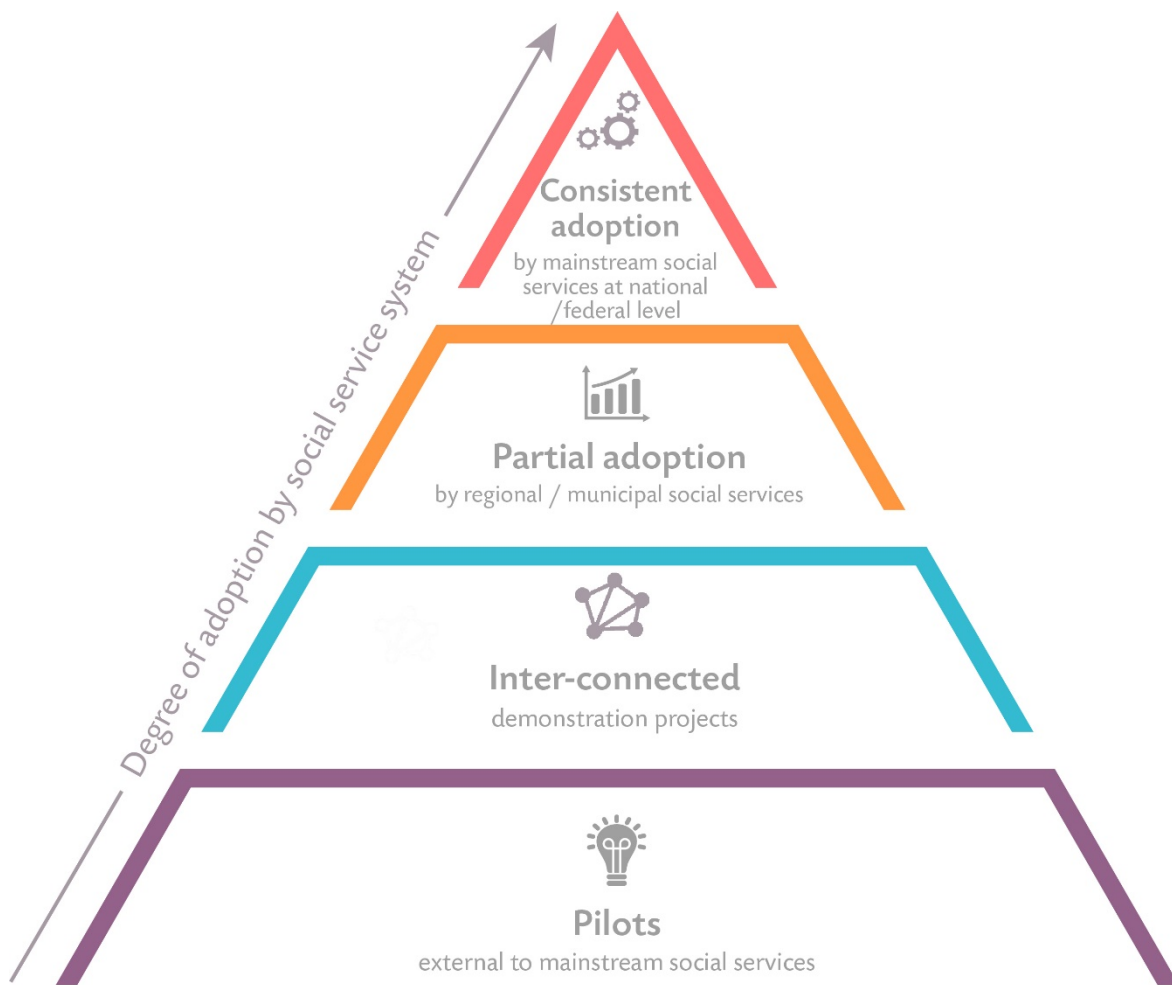 Degree of adoption by social service system
Consistent
adoption
by mainstream social
services at national
/federal level
Partial adoption
by regional / municipal social services
Inter-connected
demonstration projects
Pilots
external to mainstream social services